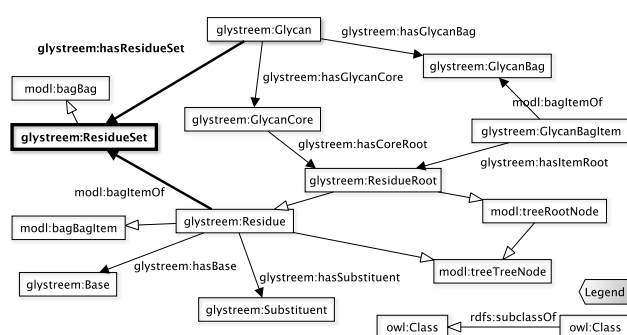 glystreem:Glycan
glystreem:hasGlycanBag
glystreem:hasResidueSet
glystreem:GlycanBag
glystreem:hasGlycanCore
modl:bagBag
modl:bagItemOf
glystreem:GlycanCore
glystreem:GlycanBagItem
glystreem:ResidueSet
glystreem:hasCoreRoot
glystreem:hasItemRoot
glystreem:ResidueRoot
modl:bagItemOf
modl:treeRootNode
glystreem:Residue
modl:bagBagItem
glystreem:hasBase
modl:treeTreeNode
glystreem:hasSubstituent
glystreem:Base
Legend
glystreem:Substituent
rdfs:subclassOf
owl:Class
owl:Class